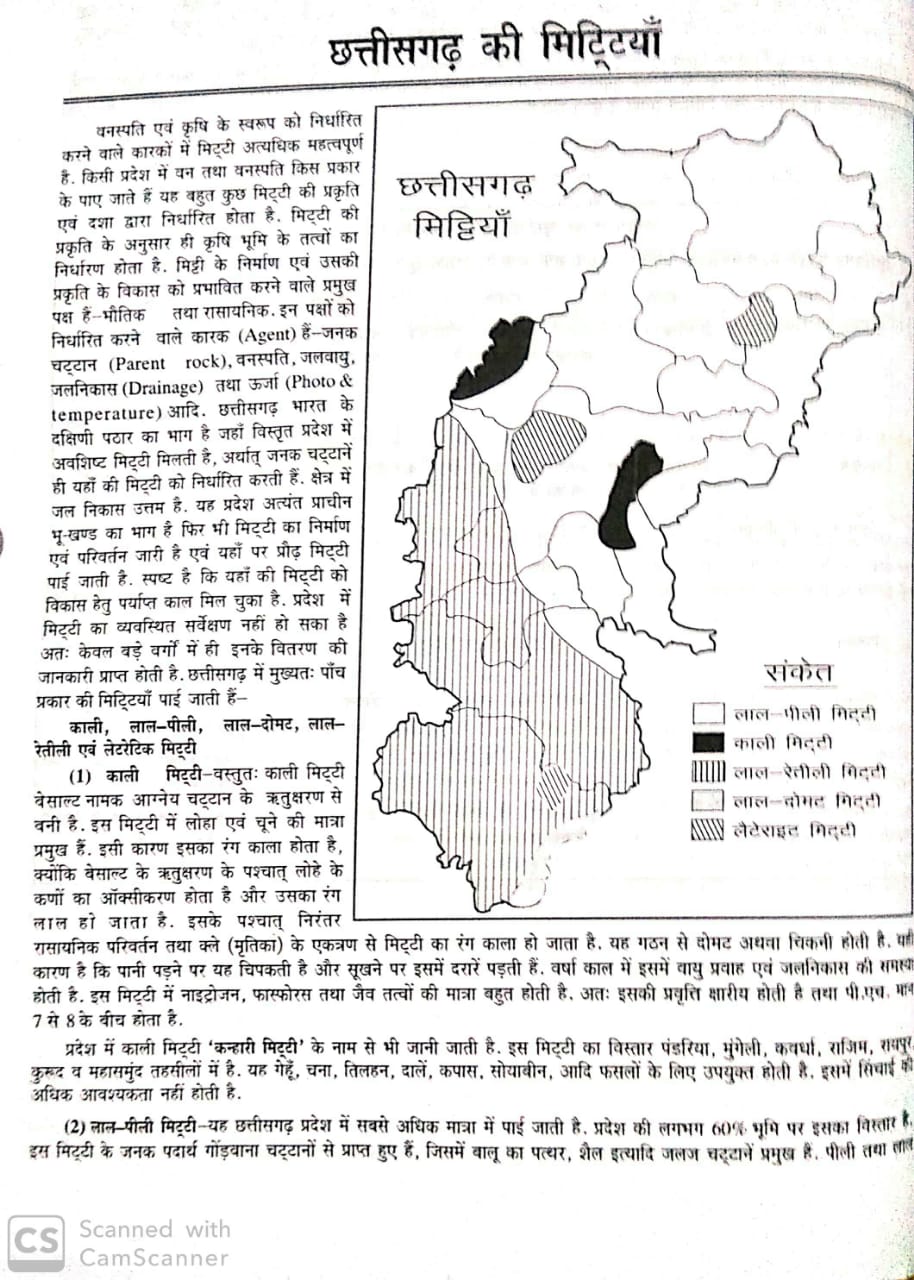 छत्तीसगढ़ की मिट्टियाँ
वनस्पति एवं कृषि के स्वरूप को निर्धारित
करने वाले कारकों में मिट्टी अत्यधिक महत्वपूर्ण
है. किसी प्रदेश में वन तथा वनस्पति किस प्रकार
के पाए जाते हैं यह बहुत कुछ मिट्टी की प्रकृति
एवं दशा द्वारा निर्धारित होता है. मिट्टी की
प्रकृति के अनुसार ही कृषि भूमि के तत्वों का
निर्धारण होता है. मिट्टी के निर्माण एवं उसकी
प्रकृति के विकास को प्रभावित करने वाले प्रमुख
पक्ष हैं–भौतिक तथा रासायनिक. इन पक्षों को
निर्धारित करने वाले कारक (Agent) हैं–जनक
चट्टान (Parent rock), वनस्पति, जलवायु,
जलनिकास (Drainage) तथा ऊर्जा (Photo &
temperature) आदि. छत्तीसगढ़ भारत के
दक्षिणी पठार का भाग है जहाँ विस्तृत प्रदेश में
अवशिष्ट मिट्टी मिलती है, अर्थात् जनक चट्टानें
ही यहाँ की मिट्टी को निर्धारित करती हैं. क्षेत्र में
जल निकास उत्तम है. यह प्रदेश अत्यंत प्राचीन
भू-खण्ड का भाग है फिर भी मिट्टी का निर्माण
एवं परिवर्तन जारी है एवं यहाँ पर प्रौढ़ मिट्टी
पाई जाती है. स्पष्ट है कि यहाँ की मिट्टी को
विकास हेतु पर्याप्त काल मिल चुका है. प्रदेश में
मिट्टी का व्यवस्थित सर्वेक्षण नहीं हो सका है
अतः केवल बड़े वर्गों में ही इनके वितरण की
जानकारी प्राप्त होती है. छत्तीसगढ़ में मुख्यतः पाँच
प्रकार की मिट्टियाँ पाई जाती हैं–
काली, लाल–पीली, लाल–दोमट, लाल–
रेतीली एवं लेटरेटिक मिट्टी
(1) काली मिट्टी–वस्तुतः काली मिट्टी
बेसाल्ट नामक आग्नेय चट्टान के ऋतुक्षरण से
बनी है. इस मिट्टी में लोहा एवं चूने की मात्रा
प्रमुख हैं. इसी कारण इसका रंग काला होता है,
क्योंकि बेसाल्ट के ऋतुक्षरण के पश्चात् लोहे के
कणों का ऑक्सीकरण होता है और उसका रंग
लाल हो जाता है. इसके पश्चात् निरंतर
रासायनिक परिवर्तन तथा क्ले (मृतिका) के एकत्रण से मिट्टी का रंग काला हो जाता है. यह गठन से दोमट अथवा चिकनी होती है. यही
कारण है कि पानी पड़ने पर यह चिपकती है और सूखने पर इसमें दरारें पड़ती हैं. वर्षा काल में इसमें वायु प्रवाह एवं जलनिकास की समस्या
होती है. इस मिट्टी में नाइट्रोजन, फास्फोरस तथा जैव तत्वों की मात्रा बहुत होती है. अतः इसकी प्रवृत्ति क्षारीय होती है तथा पी.एच. मान
7 से 8 के बीच होता है.
प्रदेश में काली मिट्टी 'कन्हारी मिट्टी' के नाम से भी जानी जाती है. इस मिट्टी का विस्तार पंडरिया, मुंगेली, कवर्धा, राजिम, रायपुर
कुरूद व महासमुंद तहसीलों में है. यह गेहूँ, चना, तिलहन, दालें, कपास, सोयाबीन, आदि फसलों के लिए उपयुक्त होती है. इसमें सिंचाई की
अधिक आवश्यकता नहीं होती है.
(2) लाल–पीली मिट्टी–यह छत्तीसगढ़ प्रदेश में सबसे अधिक मात्रा में पाई जाती है. प्रदेश की लगभग 60% भूमि पर इसका विस्तार है.
इस मिट्टी के जनक पदार्थ गोंड़वाना चट्टानों से प्राप्त हुए हैं, जिसमें बालू का पत्थर, शैल इत्यादि जलज चट्टानें प्रमुख हैं. पीली तथा लाल
छत्तीसगढ़
मिट्टियाँ
संकेत
लाल–पीली मिट्टी
काली मिट्टी
लाल–रेतीली मिट्टी
लाल–दोमट मिट्टी
लैटेराइट मिट्टी
CS
Scanned with
CamScanner